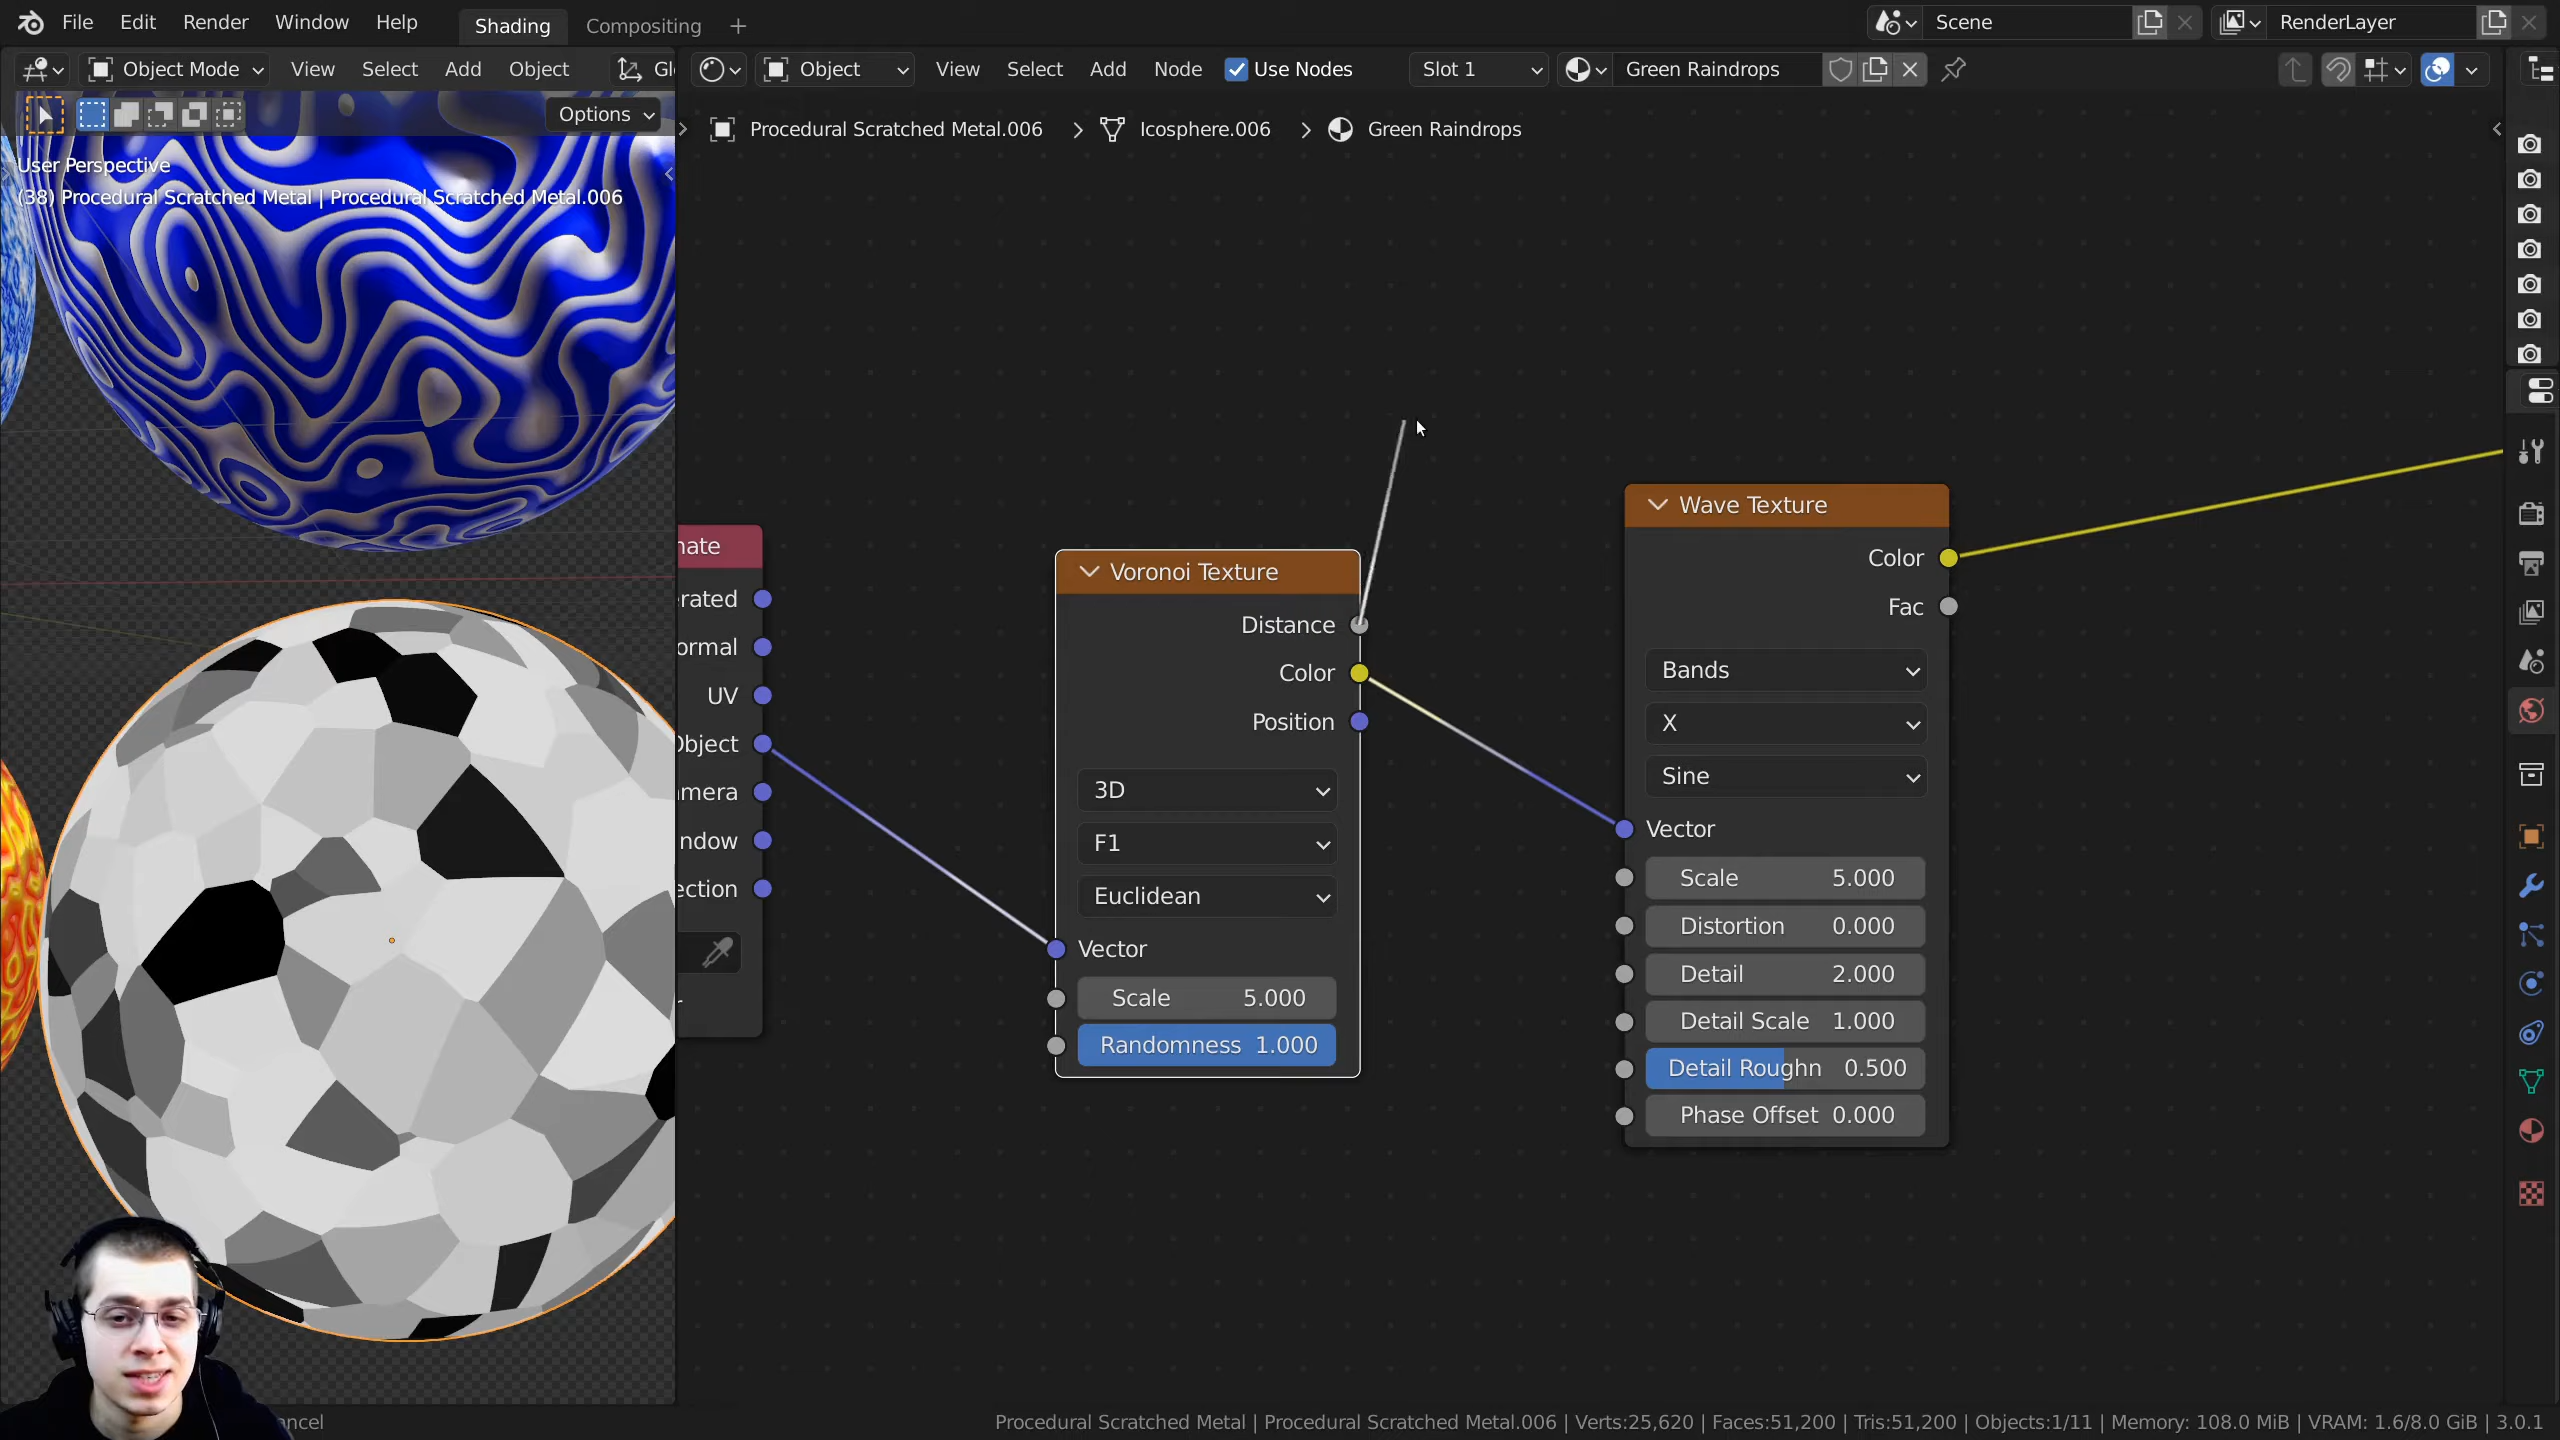 File Edit Render Window Help Shading Compositing + Scene RenderLayer
Object Mode View Select Add Object Gl Object View Select Add Node Use Nodes Slot 1 Green Raindrops
Options
Procedural Scratched Metal.006 > Icosphere.006 > Green Raindrops
User Perspective
(38) Procedural Scratched Metal | Procedural Scratched Metal.006
nate
erated
ormal
UV
Object
amera
ndow
ection
r
Voronoi Texture
Distance
Color
Position
3D
F1
Euclidean
Vector
Scale 5.000
Randomness 1.000
Wave Texture
Color
Fac
Bands
X
Sine
Vector
Scale 5.000
Distortion 0.000
Detail 2.000
Detail Scale 1.000
Detail Roughn 0.500
Phase Offset 0.000
ancel
Procedural Scratched Metal | Procedural Scratched Metal.006 | Verts:25,620 | Faces:51,200 | Tris:51,200 | Objects:1/11 | Memory: 108.0 MiB | VRAM: 1.6/8.0 GiB | 3.0.1